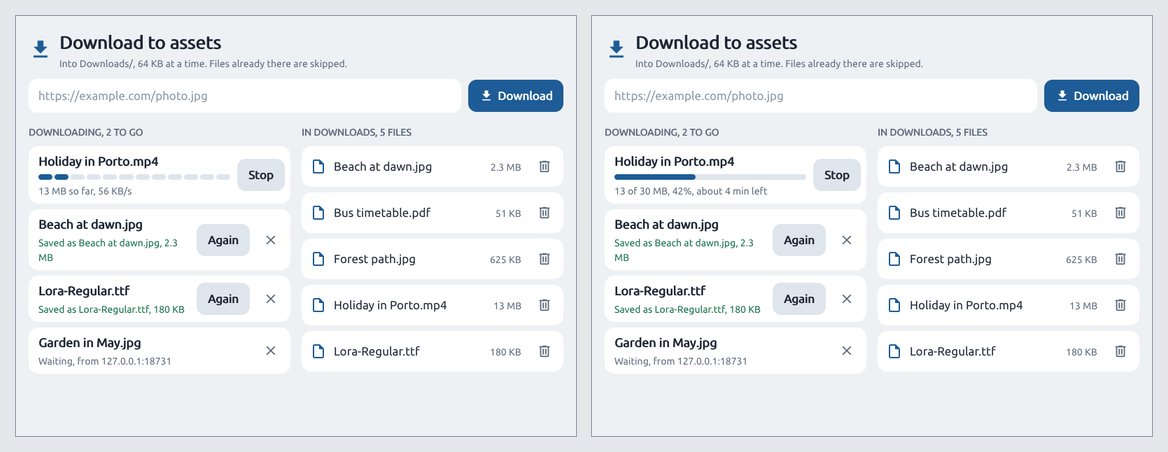 Download to assets
Into Downloads/, 64 KB at a time. Files already there are skipped.
https://example.com/photo.jpg
Download
DOWNLOADING, 2 TO GO
Holiday in Porto.mp4
13 MB so far, 56 KB/s
Stop
Beach at dawn.jpg
Saved as Beach at dawn.jpg, 2.3
MB
Again
Lora-Regular.ttf
Saved as Lora-Regular.ttf, 180 KB
Again
Garden in May.jpg
Waiting, from 127.0.0.1:18731
IN DOWNLOADS, 5 FILES
Beach at dawn.jpg 2.3 MB
Bus timetable.pdf 51 KB
Forest path.jpg 625 KB
Holiday in Porto.mp4 13 MB
Lora-Regular.ttf 180 KB
Download to assets
Into Downloads/, 64 KB at a time. Files already there are skipped.
https://example.com/photo.jpg
Download
DOWNLOADING, 2 TO GO
Holiday in Porto.mp4
13 of 30 MB, 42%, about 4 min left
Stop
Beach at dawn.jpg
Saved as Beach at dawn.jpg, 2.3
MB
Again
Lora-Regular.ttf
Saved as Lora-Regular.ttf, 180 KB
Again
Garden in May.jpg
Waiting, from 127.0.0.1:18731
IN DOWNLOADS, 5 FILES
Beach at dawn.jpg 2.3 MB
Bus timetable.pdf 51 KB
Forest path.jpg 625 KB
Holiday in Porto.mp4 13 MB
Lora-Regular.ttf 180 KB